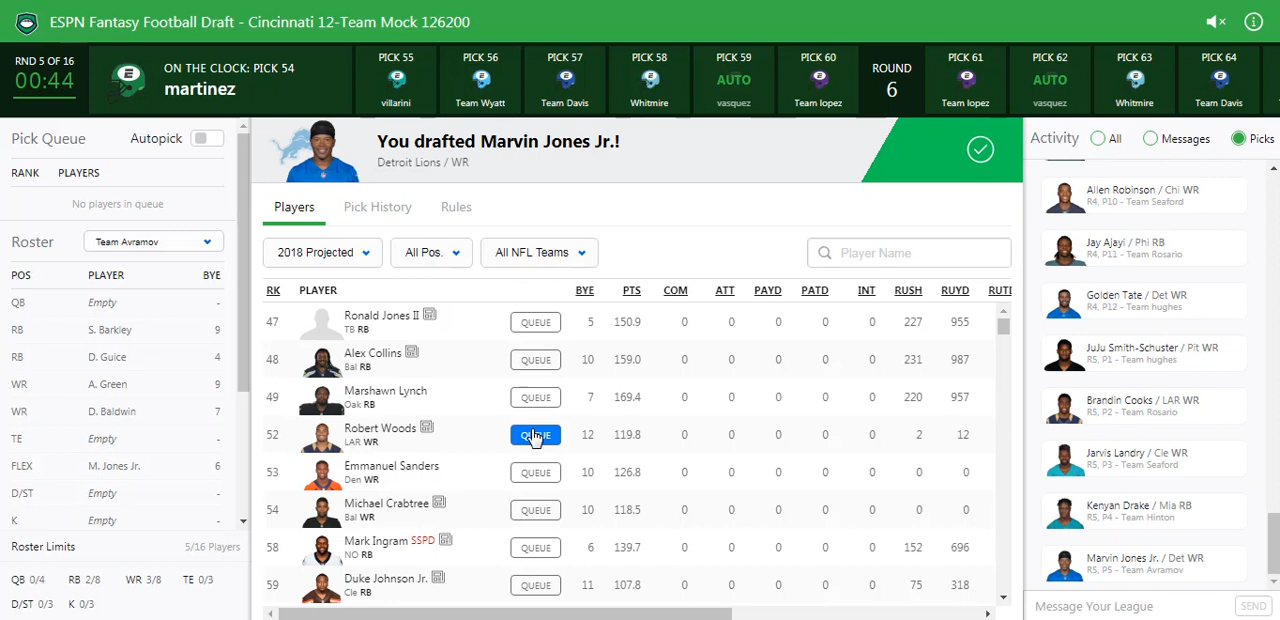 ESPN Fantasy Football Draft - Cincinnati 12-Team Mock 126200
RND 5 OF 16
00:44
ON THE CLOCK: PICK 54
martinez
PICK 55
villarini
PICK 56
Team Wyatt
PICK 57
Team Davis
PICK 58
Whitmire
PICK 59
AUTO
vasquez
PICK 60
Team lopez
ROUND
6
PICK 61
Team lopez
PICK 62
AUTO
vasquez
PICK 63
Whitmire
PICK 64
Team Davis
Pick Queue Autopick
RANK PLAYERS
No players in queue
Roster Team Avramov
POS PLAYER BYE
QB Empty -
RB S. Barkley 9
RB D. Guice 4
WR A. Green 9
WR D. Baldwin 7
TE Empty -
FLEX M. Jones Jr. 6
D/ST Empty -
K Empty -
Roster Limits 5/16 Players
QB 0/4 RB 2/8 WR 3/8 TE 0/3
D/ST 0/3 K 0/3
You drafted Marvin Jones Jr.!
Detroit Lions / WR
Players Pick History Rules
2018 Projected All Pos. All NFL Teams Player Name
RK PLAYER BYE PTS COM ATT PAYD PATD INT RUSH RUYD RUTD
47 Ronald Jones II TB RB QUEUE 5 150.9 0 0 0 0 0 227 955
48 Alex Collins Bal RB QUEUE 10 159.0 0 0 0 0 0 231 987
49 Marshawn Lynch Oak RB QUEUE 7 169.4 0 0 0 0 0 220 957
52 Robert Woods LAR WR QUEUE 12 119.8 0 0 0 0 0 2 12
53 Emmanuel Sanders Den WR QUEUE 10 126.8 0 0 0 0 0 0 0
54 Michael Crabtree Bal WR QUEUE 10 118.5 0 0 0 0 0 0 0
58 Mark Ingram SSPD NO RB QUEUE 6 139.7 0 0 0 0 0 152 696
59 Duke Johnson Jr. Cle RB QUEUE 11 107.8 0 0 0 0 0 75 318
Activity All Messages Picks
Allen Robinson / Chi WR
R4, P10 - Team Seaford
Jay Ajayi / Phi RB
R4, P11 - Team Rosario
Golden Tate / Det WR
R4, P12 - Team hughes
JuJu Smith-Schuster / Pit WR
R5, P1 - Team hughes
Brandin Cooks / LAR WR
R5, P2 - Team Rosario
Jarvis Landry / Cle WR
R5, P3 - Team Seaford
Kenyan Drake / Mia RB
R5, P4 - Team Hinton
Marvin Jones Jr. / Det WR
R5, P5 - Team Avramov
Message Your League SEND